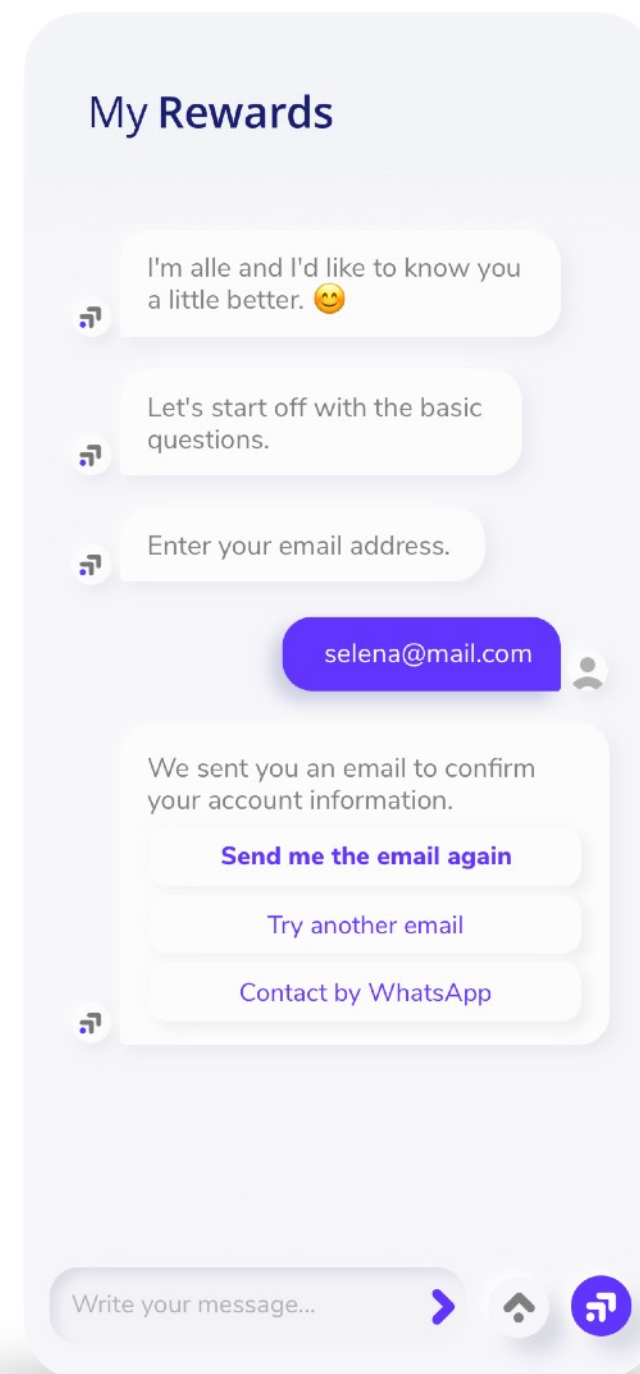 My Rewards
I'm alle and I'd like to know you
a little better. 😊
Let's start off with the basic
questions.
Enter your email address.
selena@mail.com
We sent you an email to confirm
your account information.
Send me the email again
Try another email
Contact by WhatsApp
Write your message...